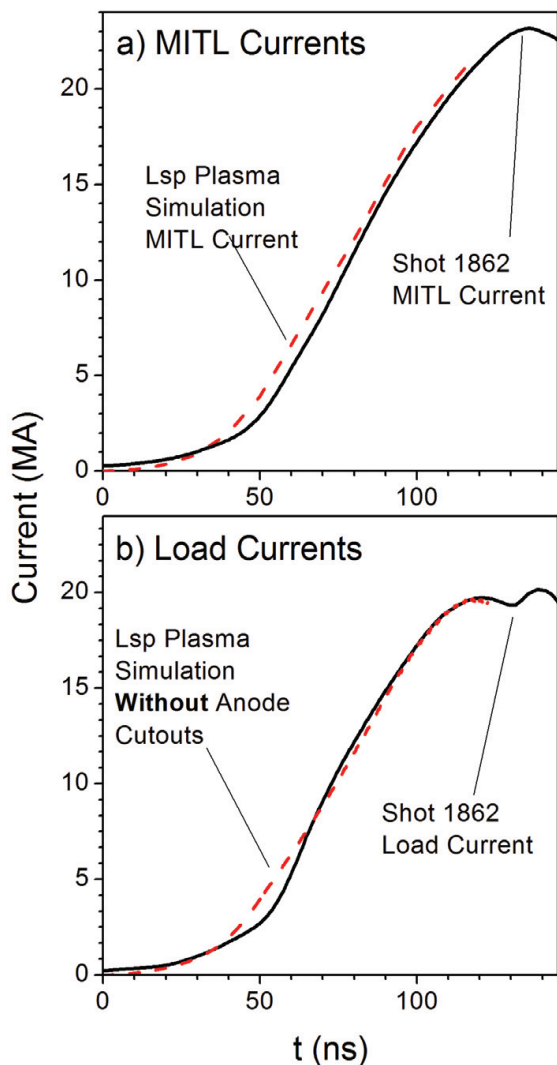 a) MITL Currents
Lsp Plasma
Simulation
MITL Current
Shot 1862
MITL Current
20
15
10
5
0
0
50
100
Current (MA)
b) Load Currents
Lsp Plasma
Simulation
Without Anode
Cutouts
Shot 1862
Load Current
20
15
10
5
0
0
50
100
t (ns)